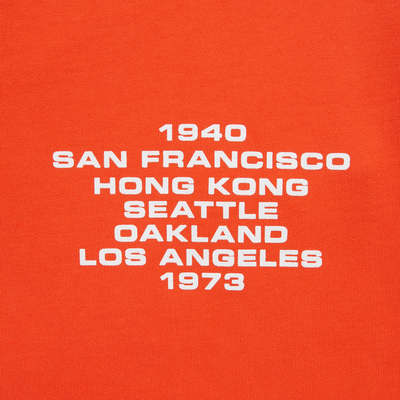 1940
SAN FRANCISCO
HONG KONG
SEATTLE
OAKLAND
LOS ANGELES
1973